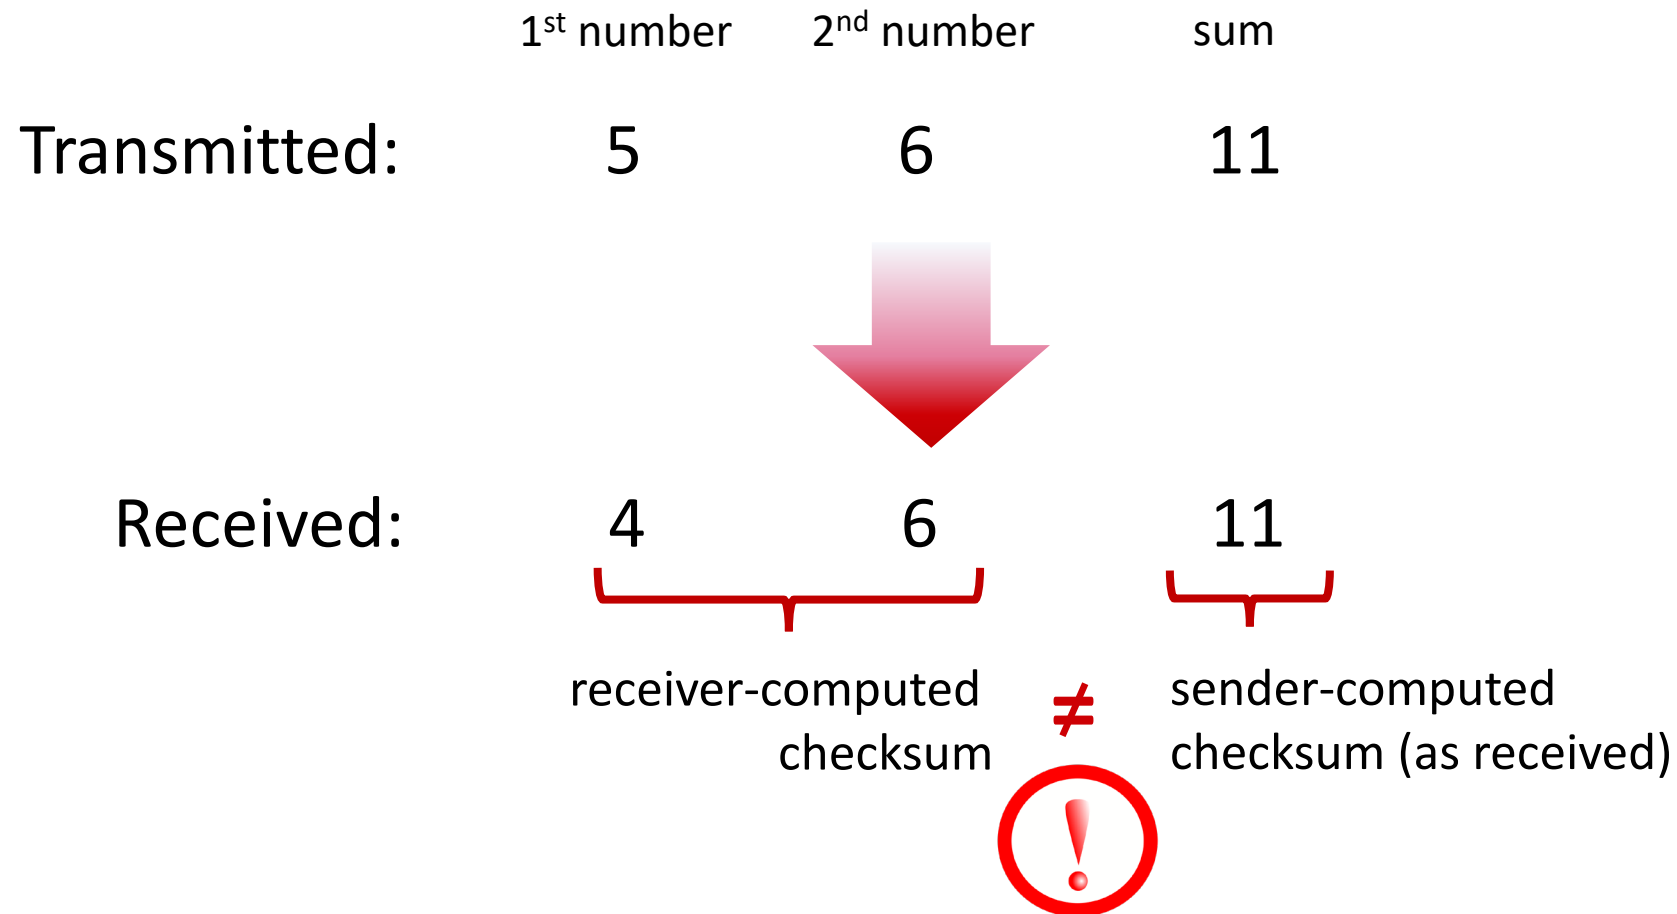 1st number 2nd number sum
Transmitted: 5 6 11
Received: 4 6 11
receiver-computed
checksum
≠
sender-computed
checksum (as received)
!